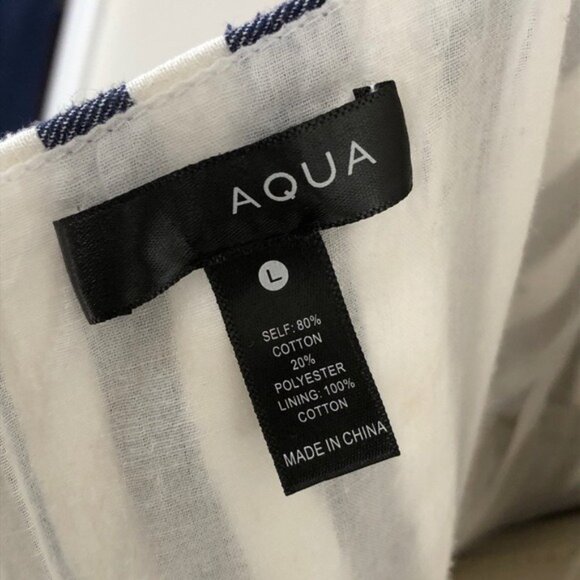 AQUA
L
SELF: 80%
COTTON
20%
POLYESTER
LINING: 100%
COTTON
MADE IN CHINA